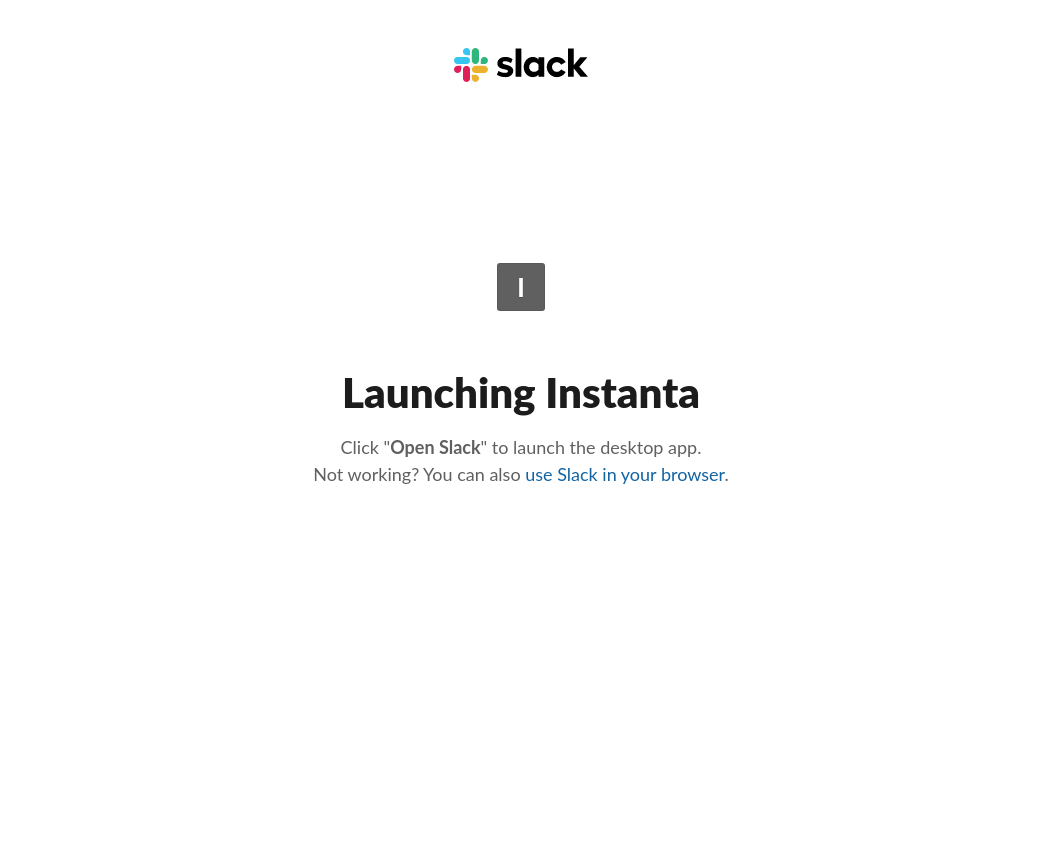 slack
I
Launching Instanta
Click "Open Slack" to launch the desktop app.
Not working? You can also use Slack in your browser.